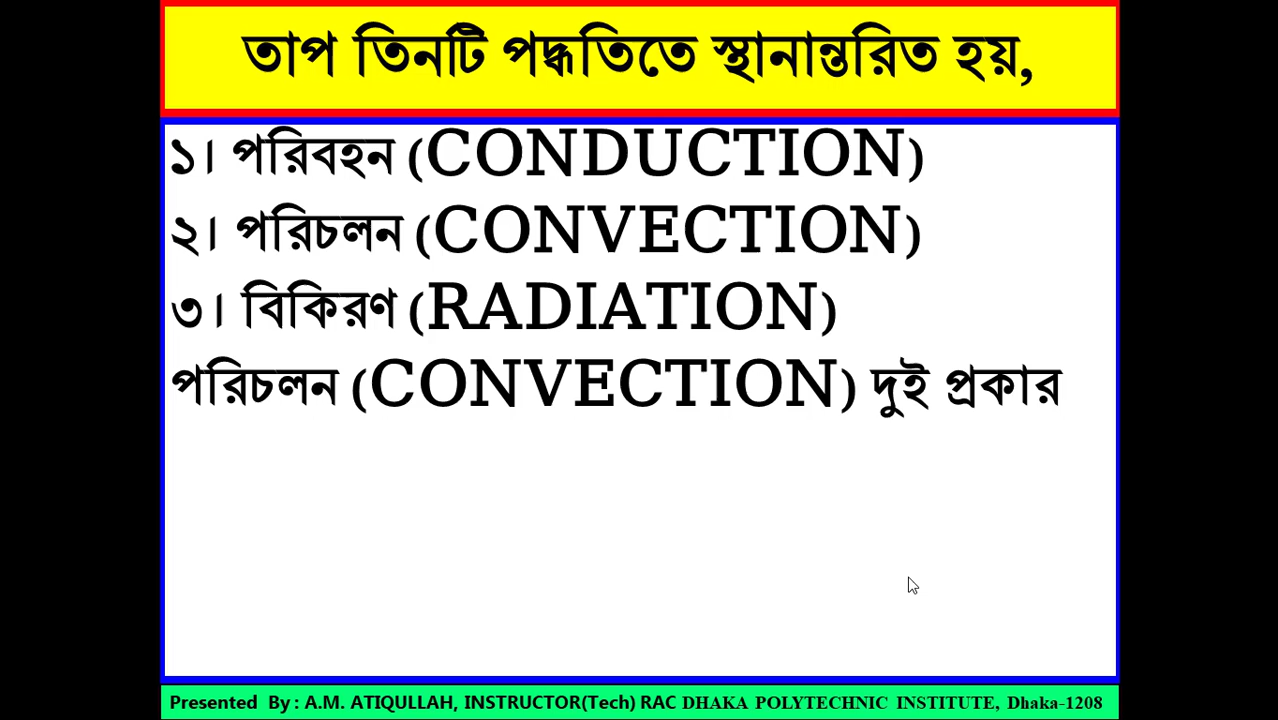 তাপ তিনটি পদ্ধতিতে স্থানান্তরিত হয়,
১। পরিবহন (CONDUCTION)
২। পরিচলন (CONVECTION)
৩। বিকিরণ (RADIATION)
পরিচলন (CONVECTION) দুই প্রকার
Presented By : A.M. ATIQULLAH, INSTRUCTOR(Tech) RAC DHAKA POLYTECHNIC INSTITUTE, Dhaka-1208